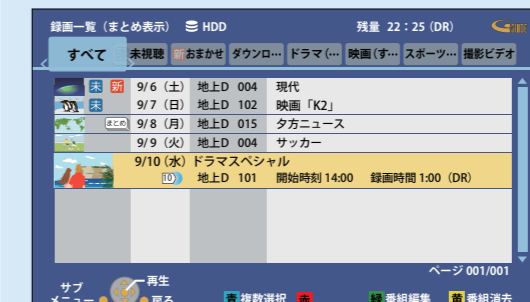 録画一覧（まとめ表示） HDD 残量 22：25 (DR)
すべて 未視聴 新おまかせ ダウンロ… ドラマ (… 映画 (す… スポーツ… 撮影ビデオ
未 新 9/6（土） 地上D 004 現代
未 9/7（日） 地上D 102 映画「K2」
まとめ 9/8（月） 地上D 015 夕方ニュース
9/9（火） 地上D 004 サッカー
9/10 (水) ドラマスペシャル
10 地上D 101 開始時刻 14:00 録画時間 1:00（DR）
ページ 001/001
サブ
メニュー 再生
戻る 青 複数選択 赤 緑 番組編集 黄 番組消去